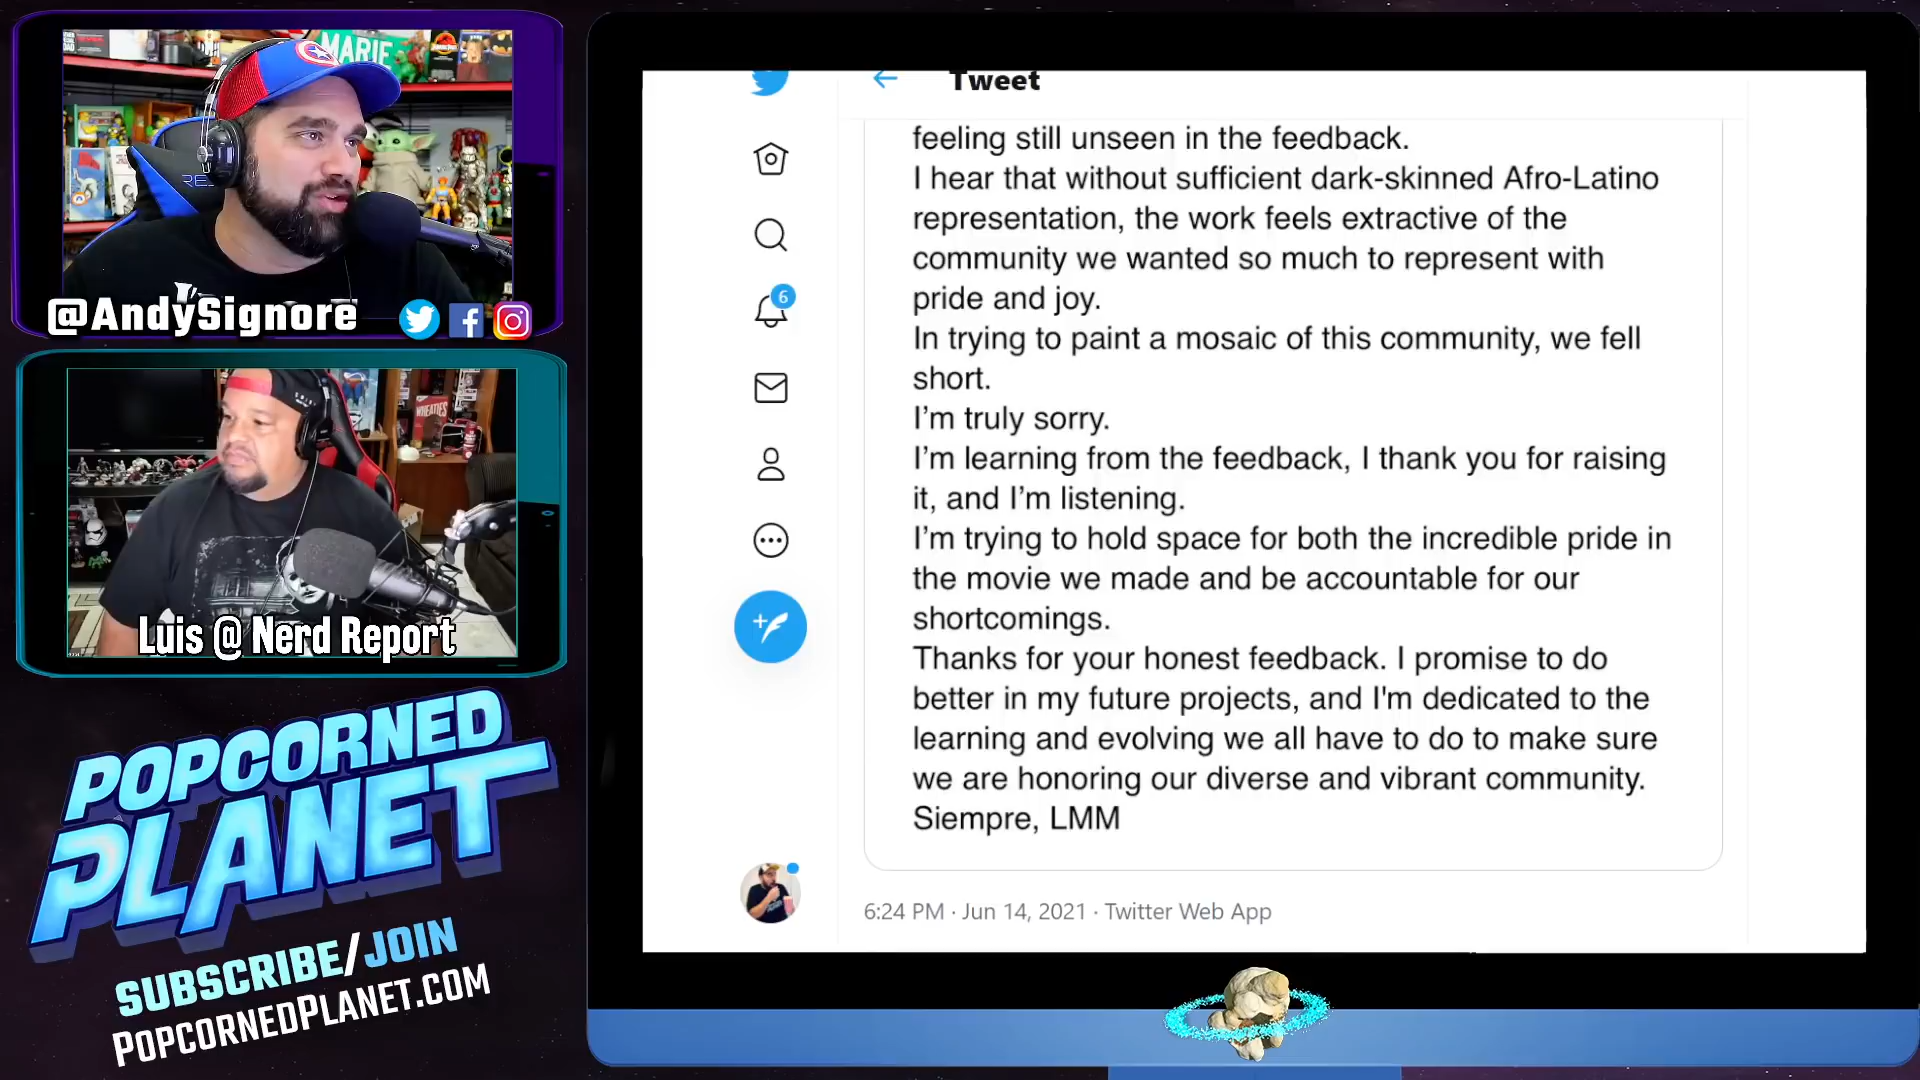 MARIE
@AndySignore
WHEATIES
Luis @ Nerd Report
POPCORNED
PLANET
SUBSCRIBE/JOIN
POPCORNEDPLANET.COM
Tweet
6
feeling still unseen in the feedback.
I hear that without sufficient dark-skinned Afro-Latino
representation, the work feels extractive of the
community we wanted so much to represent with
pride and joy.
In trying to paint a mosaic of this community, we fell
short.
I’m truly sorry.
I’m learning from the feedback, I thank you for raising
it, and I’m listening.
I’m trying to hold space for both the incredible pride in
the movie we made and be accountable for our
shortcomings.
Thanks for your honest feedback. I promise to do
better in my future projects, and I'm dedicated to the
learning and evolving we all have to do to make sure
we are honoring our diverse and vibrant community.
Siempre, LMM
6:24 PM · Jun 14, 2021 · Twitter Web App